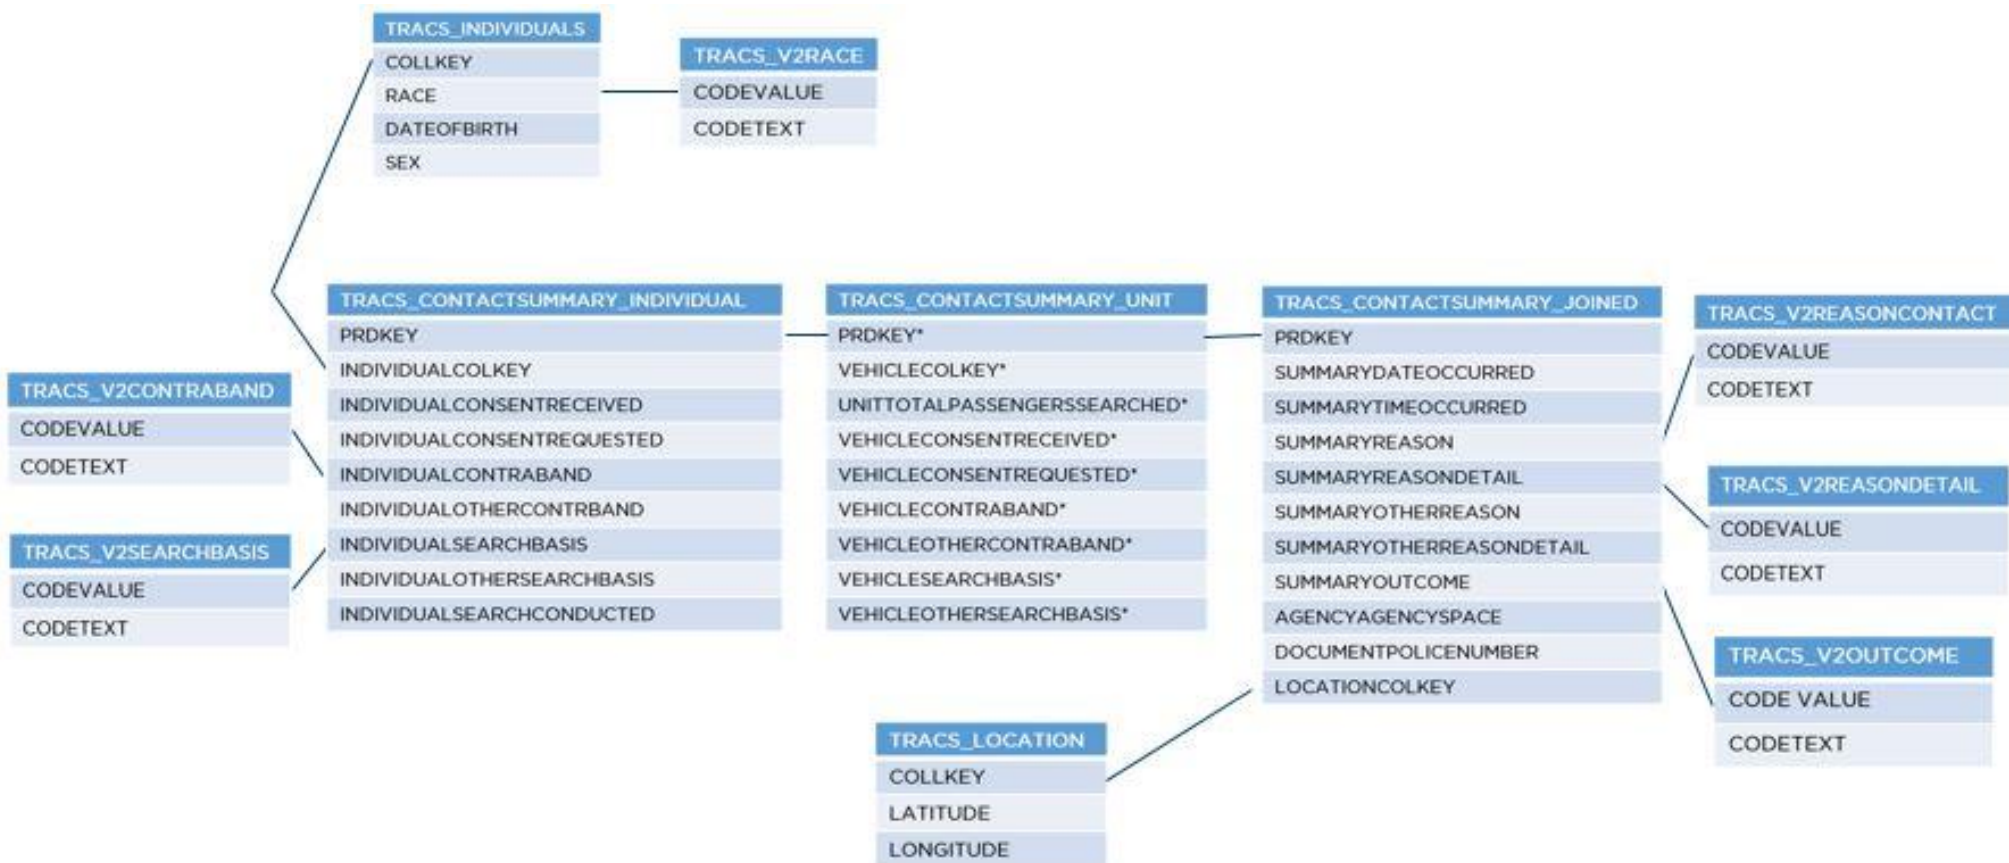 TRACS_INDIVIDUALS
COLLKEY
RACE
DATEOFBIRTH
SEX
TRACS_V2RACE
CODEVALUE
CODETEXT
TRACS_V2CONTRABAND
CODEVALUE
CODETEXT
TRACS_V2SEARCHBASIS
CODEVALUE
CODETEXT
TRACS_CONTACTSUMMARY_INDIVIDUAL
PRDKEY
INDIVIDUALCOLKEY
INDIVIDUALCONSENTRECEIVED
INDIVIDUALCONSENTREQUESTED
INDIVIDUALCONTRABAND
INDIVIDUALOTHERCONTRBAND
INDIVIDUALSEARCHBASIS
INDIVIDUALOTHERSEARCHBASIS
INDIVIDUALSEARCHCONDUCTED
TRACS_CONTACTSUMMARY_UNIT
PRDKEY*
VEHICLECOLKEY*
UNITTOTALPASSENGERSSEARCHED*
VEHICLECONSENTRECEIVED*
VEHICLECONSENTREQUESTED*
VEHICLECONTRABAND*
VEHICLEOTHERCONTRABAND*
VEHICLESEARCHBASIS*
VEHICLEOTHERSEARCHBASIS*
TRACS_CONTACTSUMMARY_JOINED
PRDKEY
SUMMARYDATEOCCURRED
SUMMARYTIMEOCCURRED
SUMMARYREASON
SUMMARYREASONDETAIL
SUMMARYOTHERREASON
SUMMARYOTHERREASONDETAIL
SUMMARYOUTCOME
AGENCYAGENCYSPACE
DOCUMENTPOLICENUMBER
LOCATIONCOLKEY
TRACS_V2REASONCONTACT
CODEVALUE
CODETEXT
TRACS_V2REASONDETAIL
CODEVALUE
CODETEXT
TRACS_V2OUTCOME
CODE VALUE
CODETEXT
TRACS_LOCATION
COLLKEY
LATITUDE
LONGITUDE